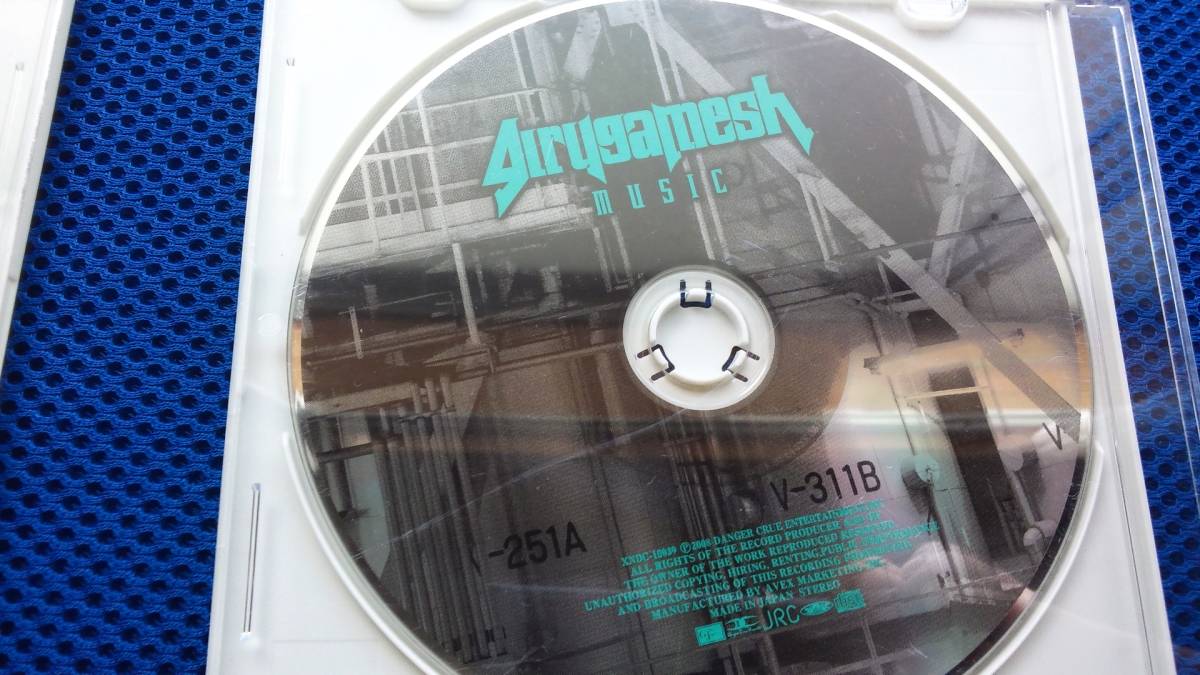 girugamesh
MUSIC
V
V-311B
-251A
XNDC-10039 Ⓟ2008 DANGER CRUE ENTERTAINMENT
ALL RIGHTS OF THE RECORD PRODUCER AND OF
THE OWNER OF THE WORK REPRODUCED RESERVED.
UNAUTHORIZED COPYING, HIRING, RENTING, PUBLIC PERFORMANCE
AND BROADCASTING OF THIS RECORDING PROHIBITED.
MANUFACTURED BY AVEX MARKETING INC.
MADE IN JAPAN STEREO
JRC